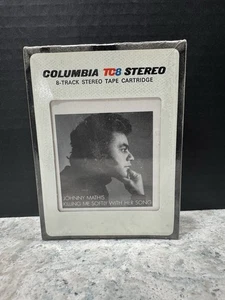 COLUMBIA TC8 STEREO
8-TRACK STEREO TAPE CARTRIDGE
JOHNNY MATHIS
KILLING ME SOFTLY WITH HER SONG